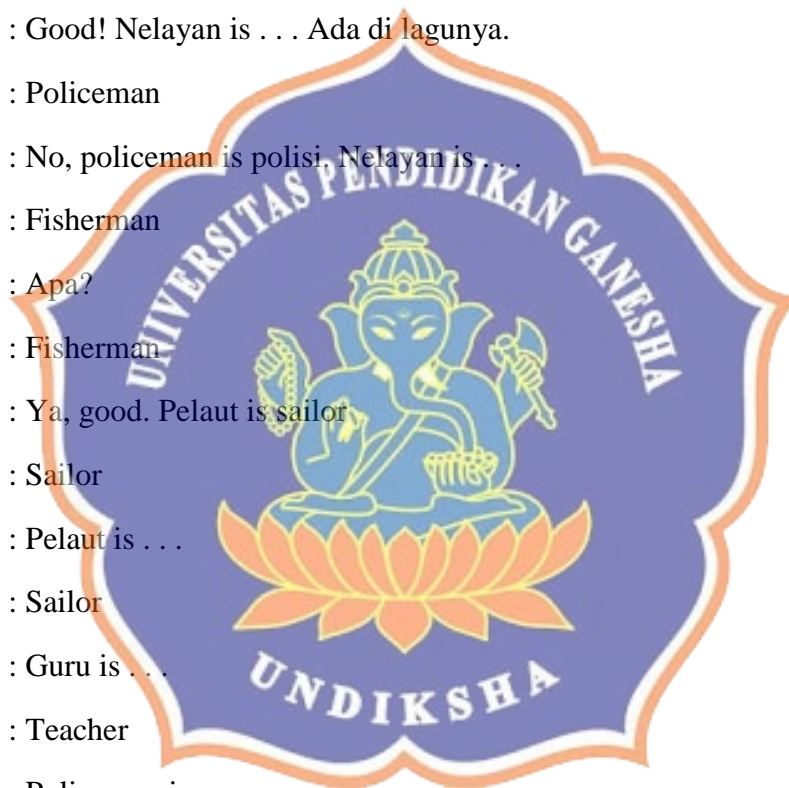 : Good! Nelayan is . . . Ada di lagunya.
: Policeman
: No, policeman is polisi. Nelayan is . . .
: Fisherman
: Apa?
: Fisherman
: Ya, good. Pelaut is sailor
: Sailor
: Pelaut is . . .
: Sailor
: Guru is . . .
: Teacher
UNIVERSITAS PENDIDIKAN GANESHA
UNDIKSHA